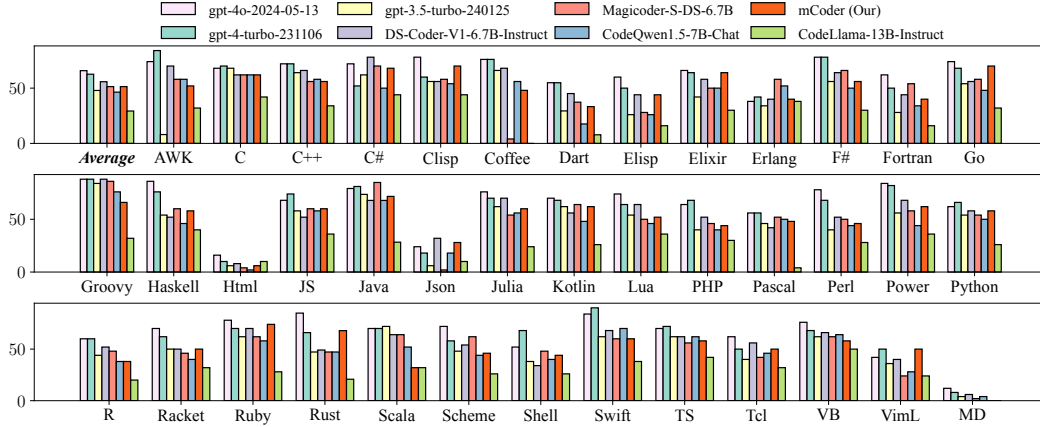 gpt-4o-2024-05-13 gpt-3.5-turbo-240125 Magicoder-S-DS-6.7B mCoder (Our)
gpt-4-turbo-231106 DS-Coder-V1-6.7B-Instruct CodeQwen1.5-7B-Chat CodeLlama-13B-Instruct
50
0
Average AWK C C++ C# Clisp Coffee Dart Elisp Elixir Erlang F# Fortran Go
50
0
Groovy Haskell Html JS Java Json Julia Kotlin Lua PHP Pascal Perl Power Python
50
0
R Racket Ruby Rust Scala Scheme Shell Swift TS Tcl VB VimL MD